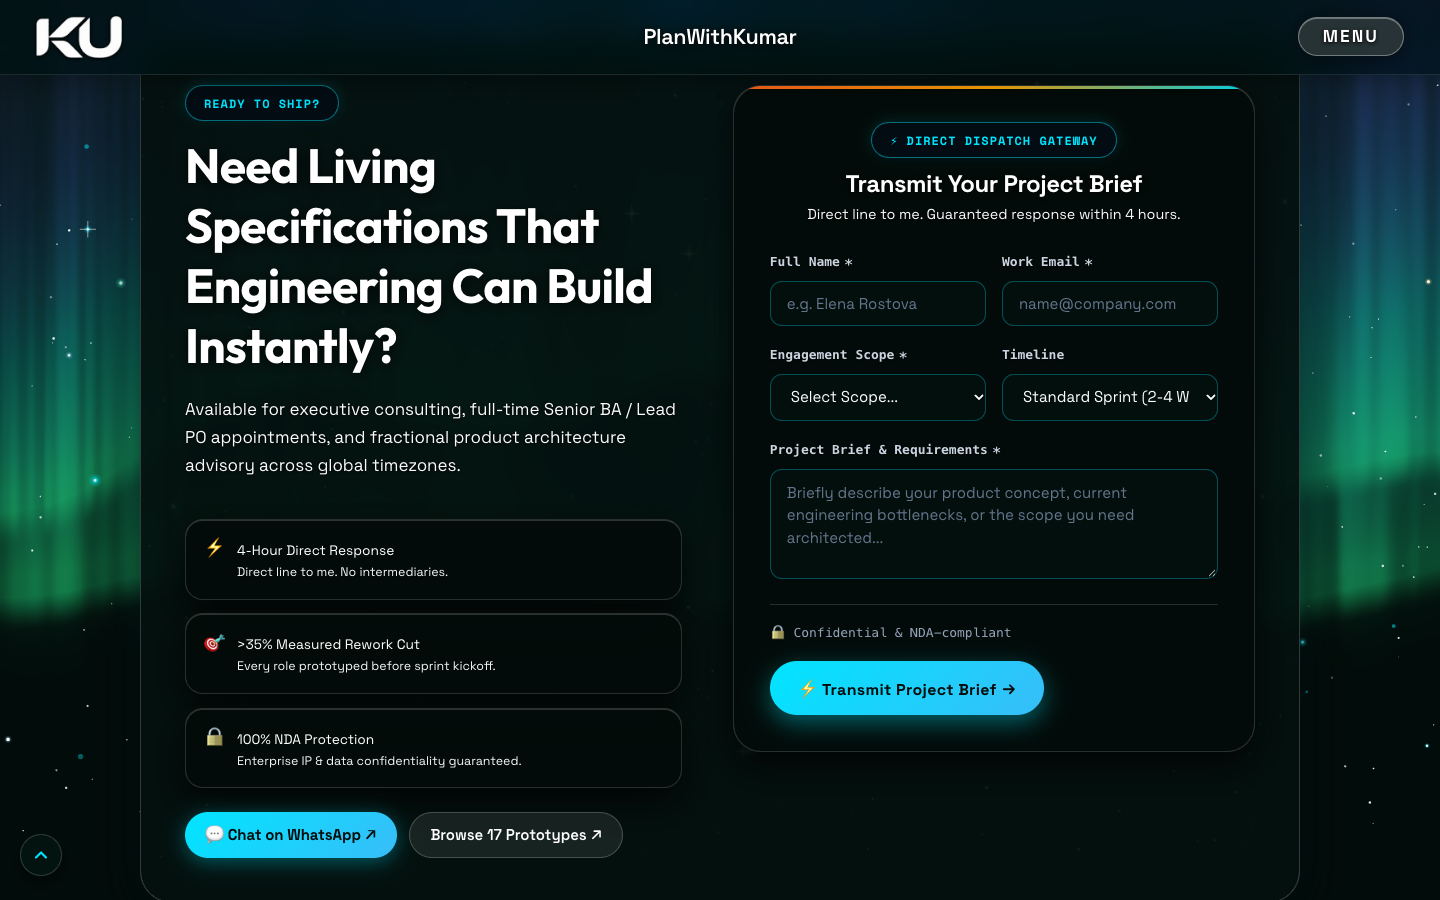 KU
PlanWithKumar
MENU
READY TO SHIP?
Need Living
Specifications That
Engineering Can Build
Instantly?
Available for executive consulting, full-time Senior BA / Lead
PO appointments, and fractional product architecture
advisory across global timezones.
⚡ 4-Hour Direct Response
Direct line to me. No intermediaries.
🎯 >35% Measured Rework Cut
Every role prototyped before sprint kickoff.
🔒 100% NDA Protection
Enterprise IP & data confidentiality guaranteed.
💬 Chat on WhatsApp ↗
Browse 17 Prototypes ↗
⚡ DIRECT DISPATCH GATEWAY
Transmit Your Project Brief
Direct line to me. Guaranteed response within 4 hours.
Full Name *
e.g. Elena Rostova
Work Email *
name@company.com
Engagement Scope *
Select Scope...
Timeline
Standard Sprint (2-4 W
Project Brief & Requirements *
Briefly describe your product concept, current
engineering bottlenecks, or the scope you need
architected...
🔒 Confidential & NDA-compliant
⚡ Transmit Project Brief →